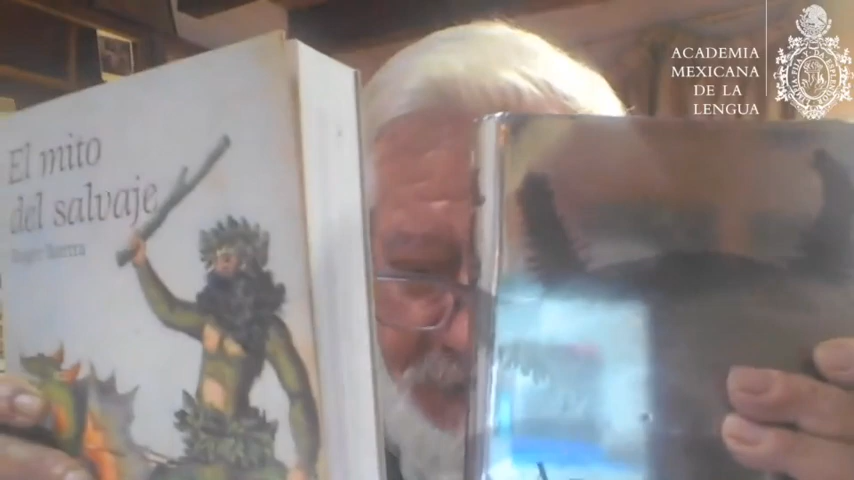 ACADEMIA
MEXICANA
DE LA
LENGUA
El mito
del salvaje
Roger Bartra